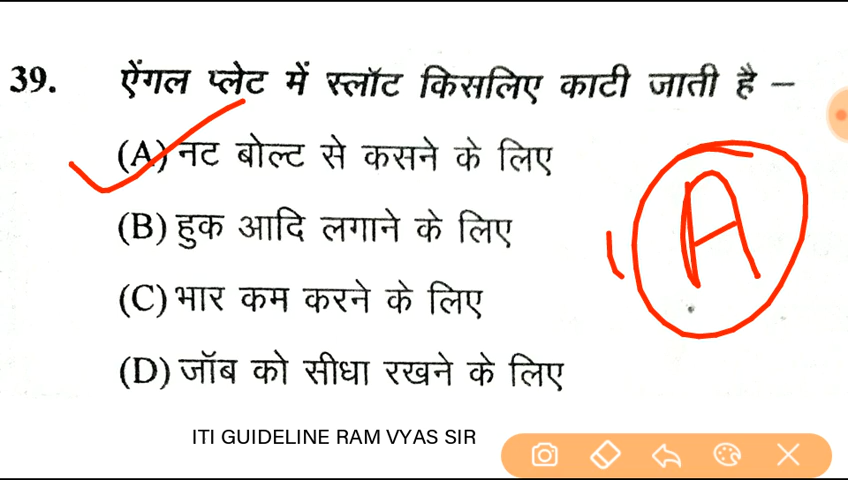 39. ऐंगल प्लेट में स्लॉट किसलिए काटी जाती है –
(A) नट बोल्ट से कसने के लिए
(B) हुक आदि लगाने के लिए
A
(C) भार कम करने के लिए
(D) जॉब को सीधा रखने के लिए
ITI GUIDELINE RAM VYAS SIR